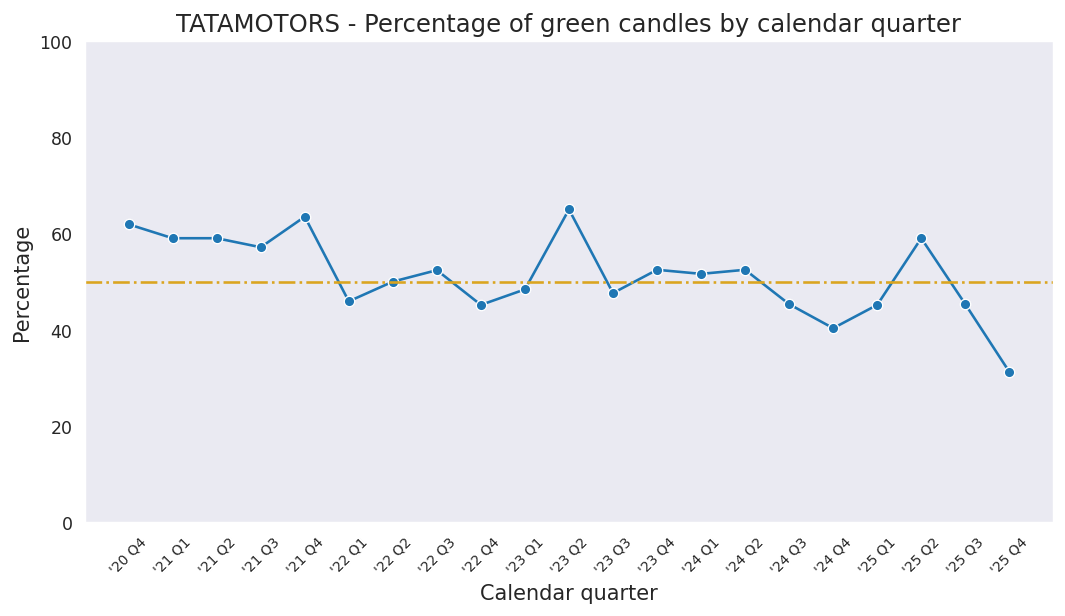 TATAMOTORS - Percentage of green candles by calendar quarter
100
80
60
40
20
0
Percentage
'20 Q4
'21 Q1
'21 Q2
'21 Q3
'21 Q4
'22 Q1
'22 Q2
'22 Q3
'22 Q4
'23 Q1
'23 Q2
'23 Q3
'23 Q4
'24 Q1
'24 Q2
'24 Q3
'24 Q4
'25 Q1
'25 Q2
'25 Q3
'25 Q4
Calendar quarter